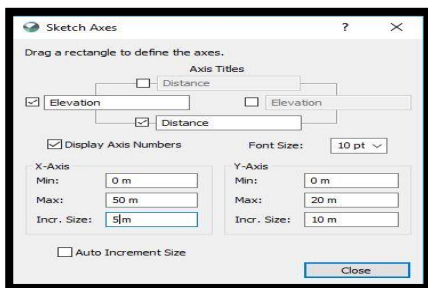 Sketch Axes ? ×
Drag a rectangle to define the axes.
Axis Titles
Distance
Elevation Elevation
Distance
Display Axis Numbers Font Size: 10 pt
X-Axis Y-Axis
Min: 0 m Min: 0 m
Max: 50 m Max: 20 m
Incr. Size: 5 m Incr. Size: 10 m
Auto Increment Size
Close